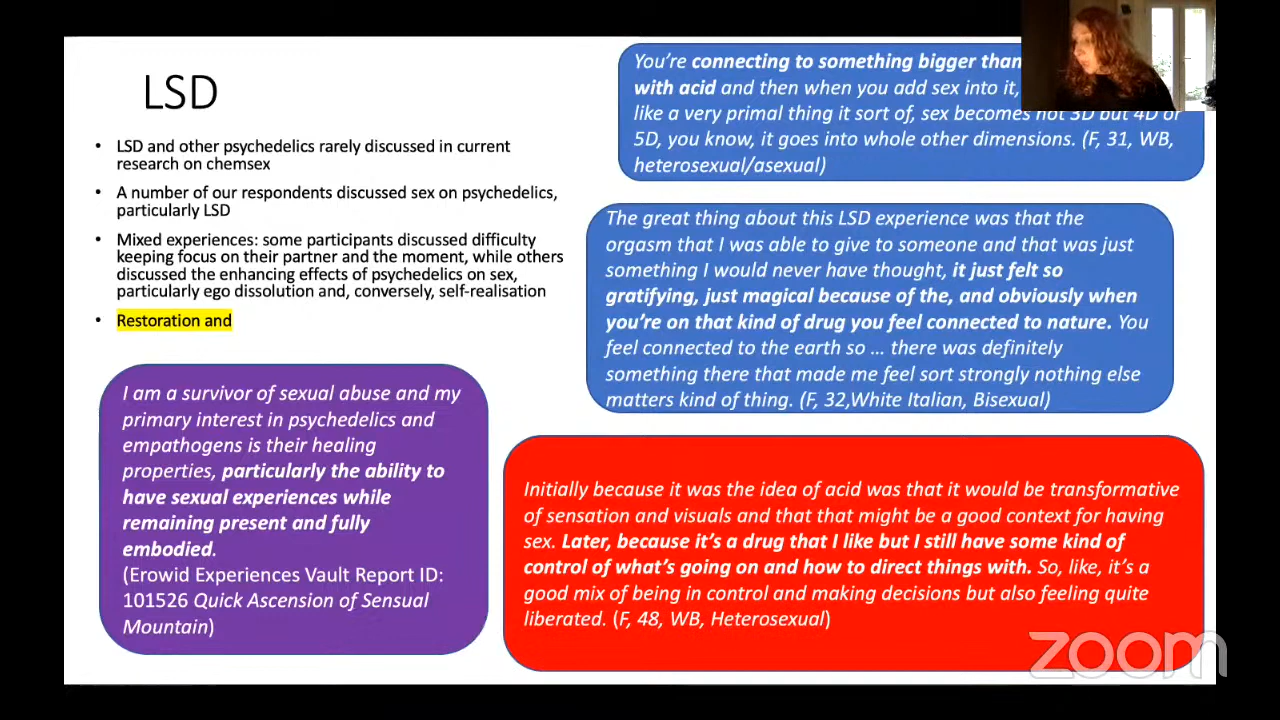 LSD
• LSD and other psychedelics rarely discussed in current
research on chemsex
• A number of our respondents discussed sex on psychedelics,
particularly LSD
• Mixed experiences: some participants discussed difficulty
keeping focus on their partner and the moment, while others
discussed the enhancing effects of psychedelics on sex,
particularly ego dissolution and, conversely, self-realisation
• Restoration and
I am a survivor of sexual abuse and my
primary interest in psychedelics and
empathogens is their healing
properties, particularly the ability to
have sexual experiences while
remaining present and fully
embodied.
(Erowid Experiences Vault Report ID:
101526 Quick Ascension of Sensual
Mountain)
You're connecting to something bigger than
with acid and then when you add sex into it,
like a very primal thing it sort of, sex becomes not 3D but 4D or
5D, you know, it goes into whole other dimensions. (F, 31, WB,
heterosexual/asexual)
The great thing about this LSD experience was that the
orgasm that I was able to give to someone and that was just
something I would never have thought, it just felt so
gratifying, just magical because of the, and obviously when
you're on that kind of drug you feel connected to nature. You
feel connected to the earth so … there was definitely
something there that made me feel sort strongly nothing else
matters kind of thing. (F, 32,White Italian, Bisexual)
Initially because it was the idea of acid was that it would be transformative
of sensation and visuals and that that might be a good context for having
sex. Later, because it's a drug that I like but I still have some kind of
control of what's going on and how to direct things with. So, like, it's a
good mix of being in control and making decisions but also feeling quite
liberated. (F, 48, WB, Heterosexual)
zoom